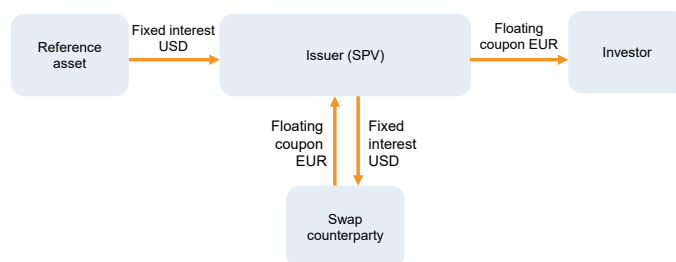 Reference
asset
Fixed interest
USD
Issuer (SPV)
Floating
coupon EUR
Investor
Floating
coupon
EUR
Fixed
interest
USD
Swap
counterparty